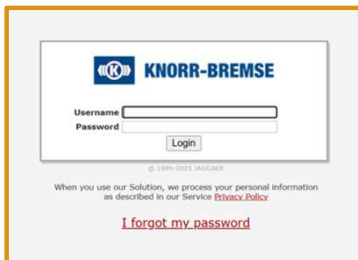 KNORR-BREMSE
Username
Password
Login
© 1999-2025 JAGGAER
When you use our Solution, we process your personal information
as described in our Service Privacy Policy
I forgot my password